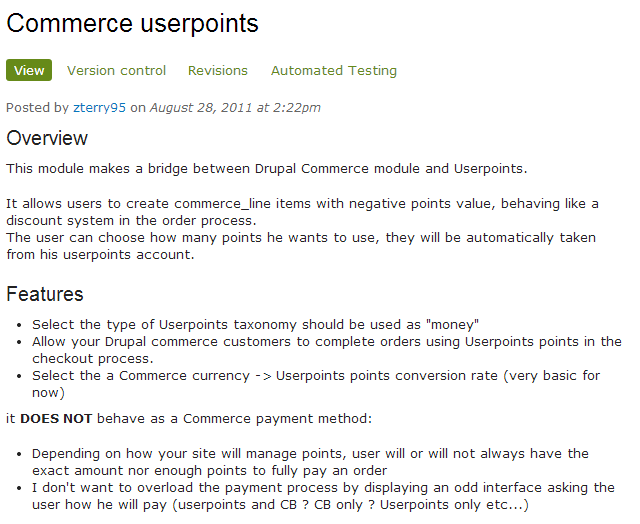 Commerce userpoints
View Version control Revisions Automated Testing
Posted by zterry95 on August 28, 2011 at 2:22pm
Overview
This module makes a bridge between Drupal Commerce module and Userpoints.
It allows users to create commerce_line items with negative points value, behaving like a
discount system in the order process.
The user can choose how many points he wants to use, they will be automatically taken
from his userpoints account.
Features
• Select the type of Userpoints taxonomy should be used as "money"
• Allow your Drupal commerce customers to complete orders using Userpoints points in the
checkout process.
• Select the a Commerce currency -> Userpoints points conversion rate (very basic for
now)
it DOES NOT behave as a Commerce payment method:
• Depending on how your site will manage points, user will or will not always have the
exact amount nor enough points to fully pay an order
• I don't want to overload the payment process by displaying an odd interface asking the
user how he will pay (userpoints and CB ? CB only ? Userpoints only etc...)